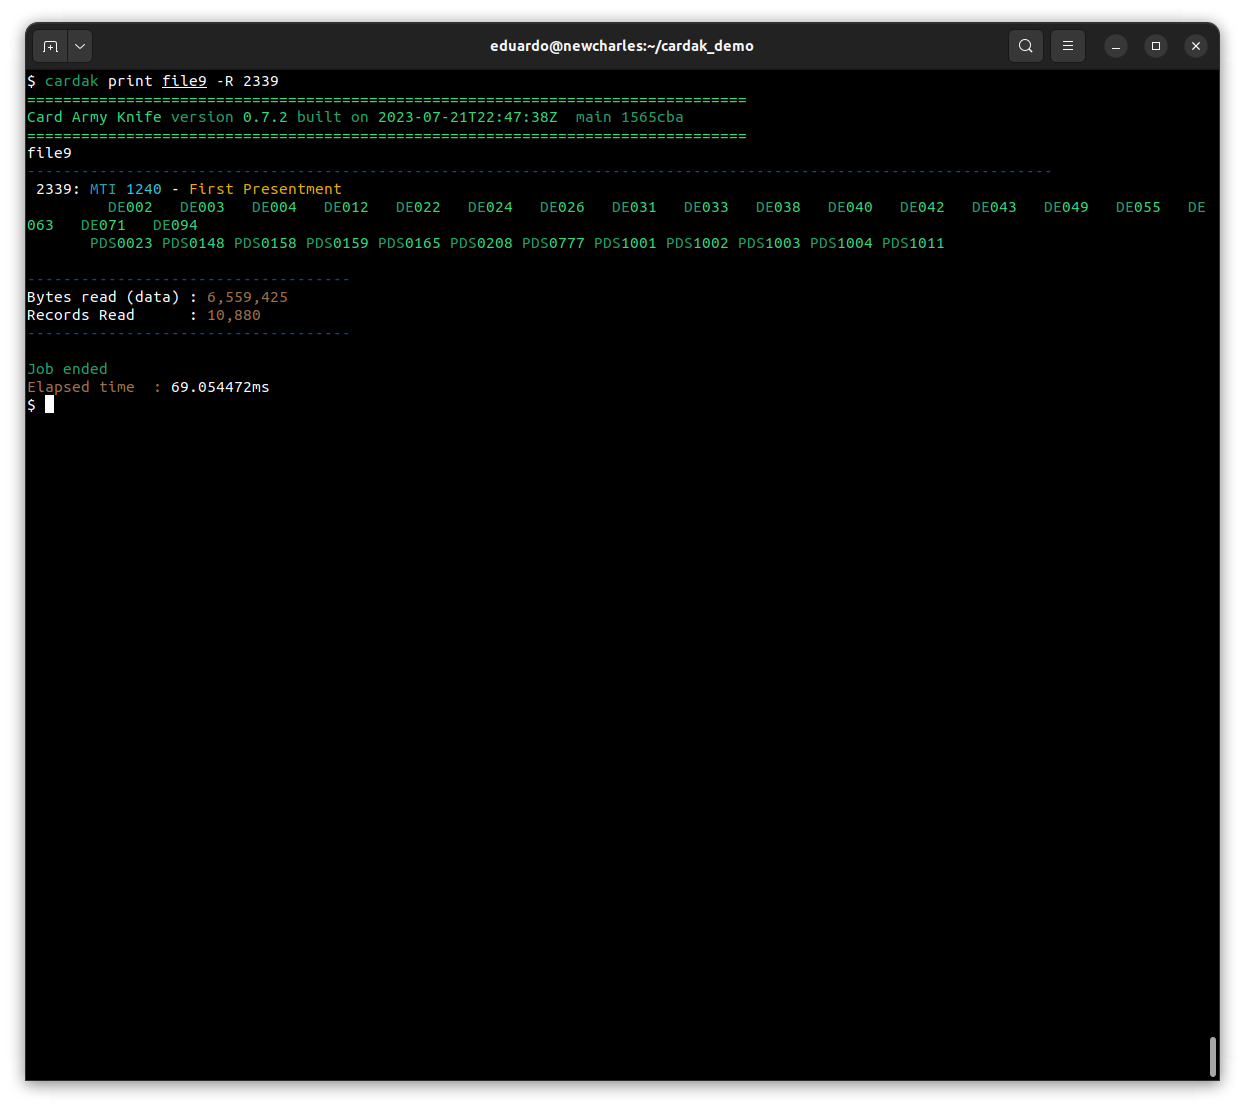 eduardo@newcharles:~/cardak_demo
$ cardak print file9 -R 2339
================================================================================
Card Army Knife version 0.7.2 built on 2023-07-21T22:47:38Z  main 1565cba
================================================================================
file9
------------------------------------------------------------------------------------------------------------------
 2339: MTI 1240 - First Presentment
         DE002   DE003   DE004   DE012   DE022   DE024   DE026   DE031   DE033   DE038   DE040   DE042   DE043   DE049   DE055   DE
063   DE071   DE094
       PDS0023 PDS0148 PDS0158 PDS0159 PDS0165 PDS0208 PDS0777 PDS1001 PDS1002 PDS1003 PDS1004 PDS1011
------------------------------------
Bytes read (data) : 6,559,425
Records Read      : 10,880
------------------------------------
Job ended
Elapsed time  : 69.054472ms
$